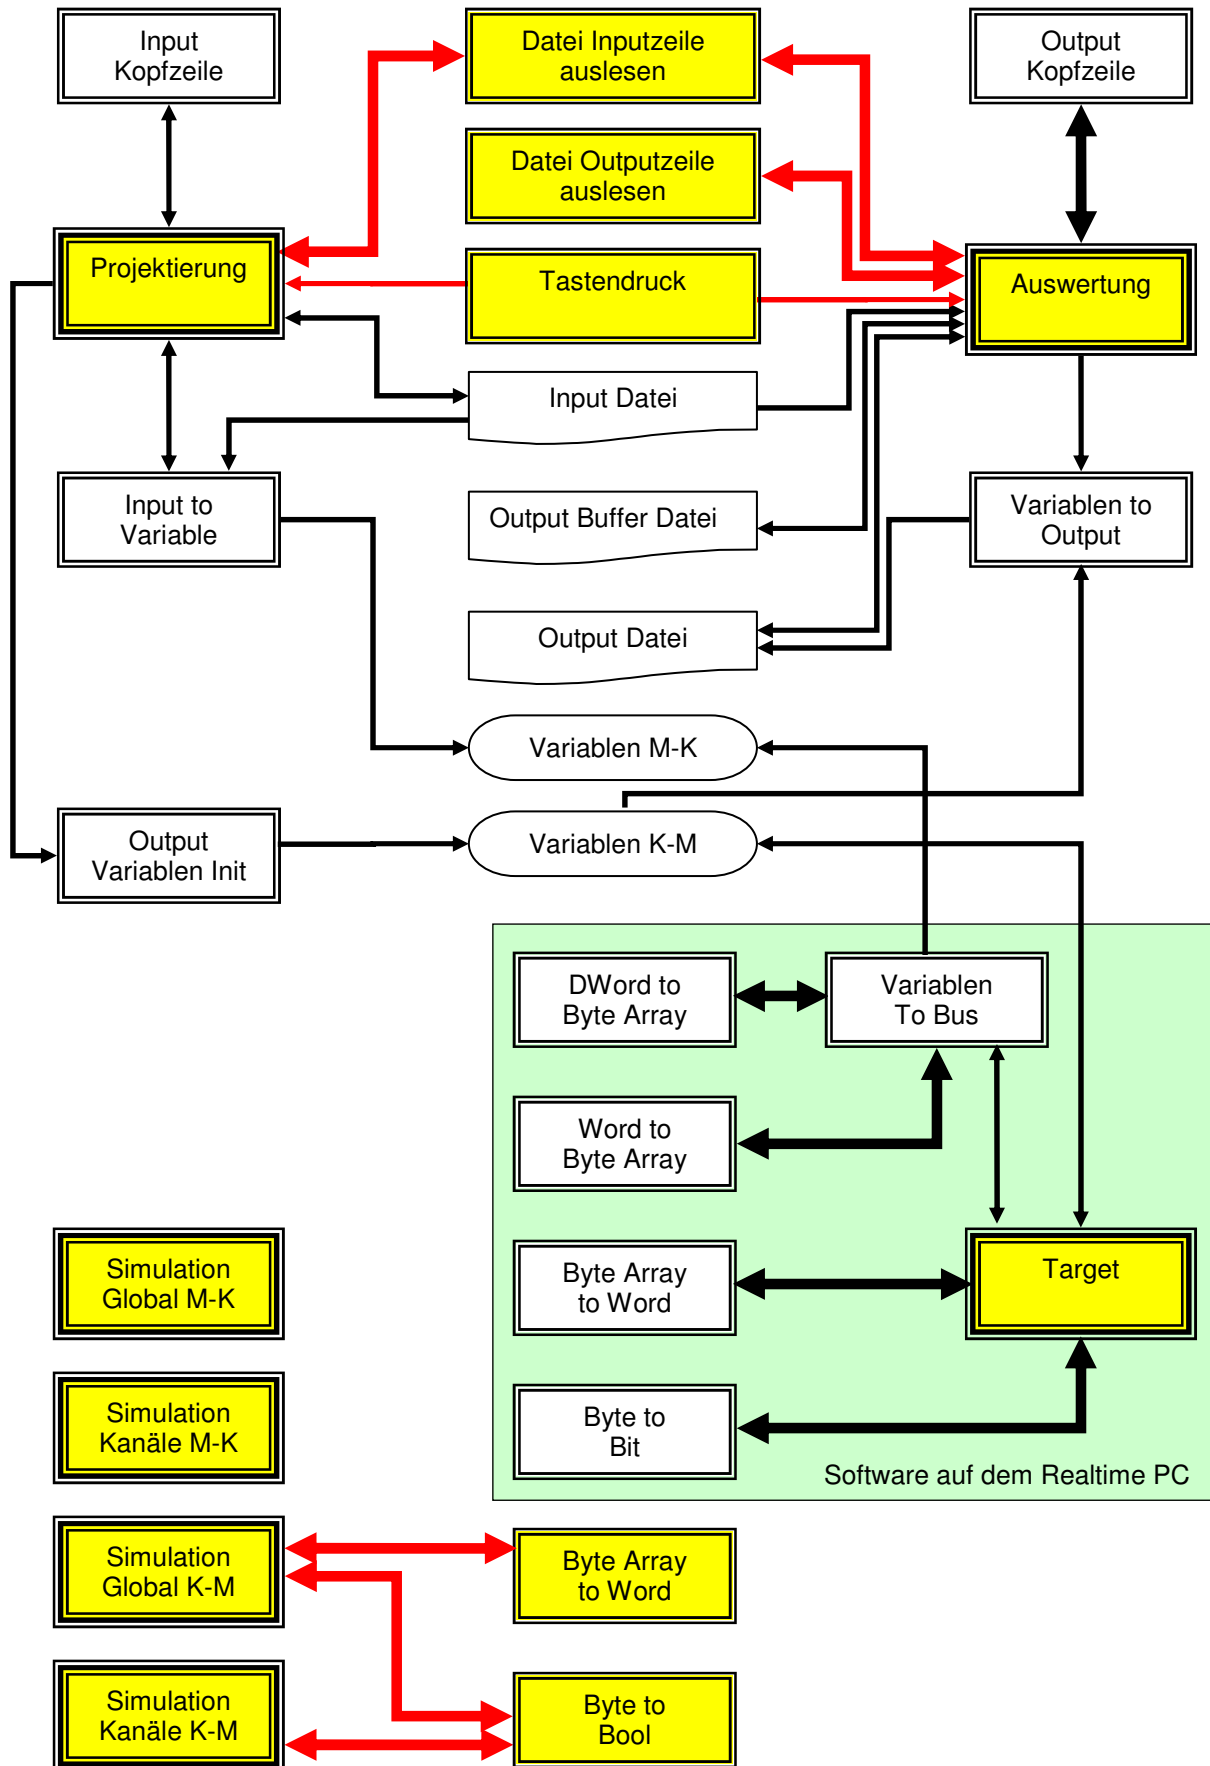 Input
Kopfzeile
Datei Inputzeile
auslesen
Output
Kopfzeile
Datei Outputzeile
auslesen
Projektierung
Tastendruck
Auswertung
Input Datei
Input to
Variable
Output Buffer Datei
Variablen to
Output
Output Datei
Variablen M-K
Output
Variablen Init
Variablen K-M
DWord to
Byte Array
Variablen
To Bus
Word to
Byte Array
Simulation
Global M-K
Byte Array
to Word
Target
Simulation
Kanäle M-K
Byte to
Bit
Software auf dem Realtime PC
Simulation
Global K-M
Byte Array
to Word
Simulation
Kanäle K-M
Byte to
Bool